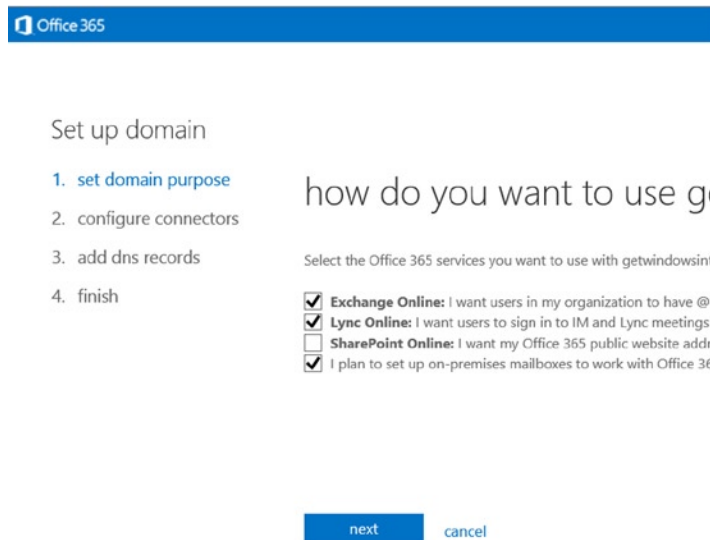 Office 365
Set up domain
1. set domain purpose
2. configure connectors
3. add dns records
4. finish
how do you want to use
Select the Office 365 services you want to use with
Exchange Online: I want users in my organization to have @
Lync Online: I want users to sign in to IM and Lync meetings
SharePoint Online: I want my Office 365 public website
I plan to set up on-premises mailboxes to work with Office
next
cancel